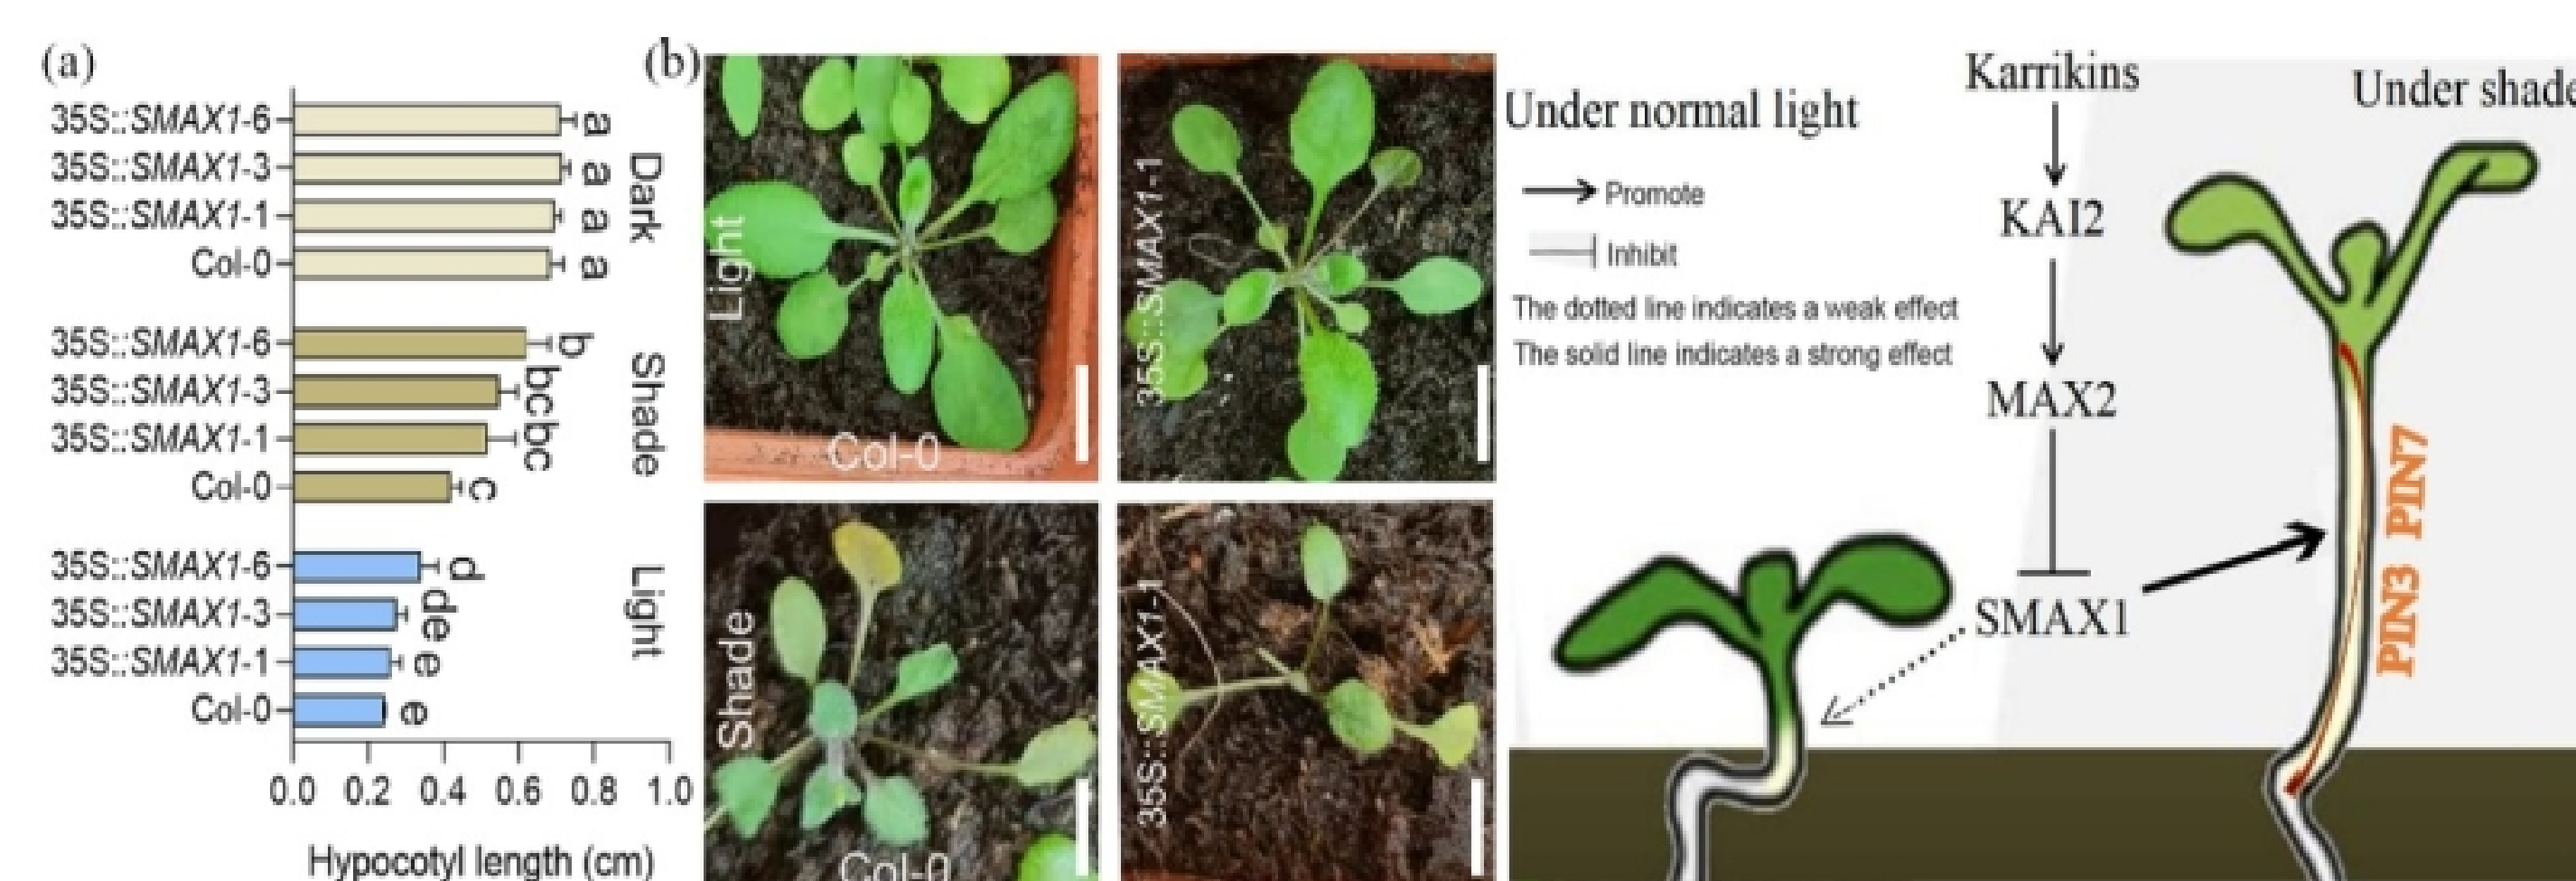 (a)
35S::SMAX1-6
a
35S::SMAX1-3
a
35S::SMAX1-1
a
Col-0
a
Dark
35S::SMAX1-6
b
35S::SMAX1-3
bc
35S::SMAX1-1
bc
Col-0
c
Shade
35S::SMAX1-6
d
35S::SMAX1-3
de
35S::SMAX1-1
e
Col-0
e
Light
0.0 0.2 0.4 0.6 0.8 1.0
Hypocotyl length (cm)
(b)
Light
Col-0
35S::SMAX1-1
Shade
Col-0
35S::SMAX1-1
Under normal light
Promote
Inhibit
The dotted line indicates a weak effect
The solid line indicates a strong effect
Karrikins
KAI2
MAX2
SMAX1
Under shade
PIN3 PIN7